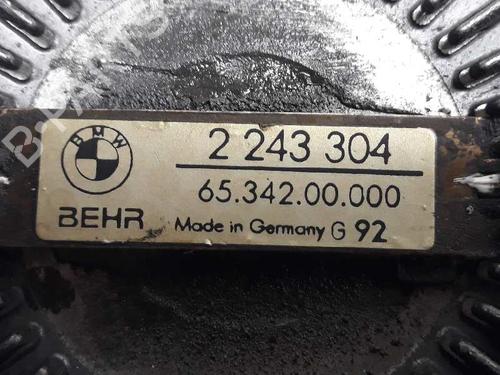 BMW
BEHR
2 243 304
65.342.00.000
Made in Germany G 92